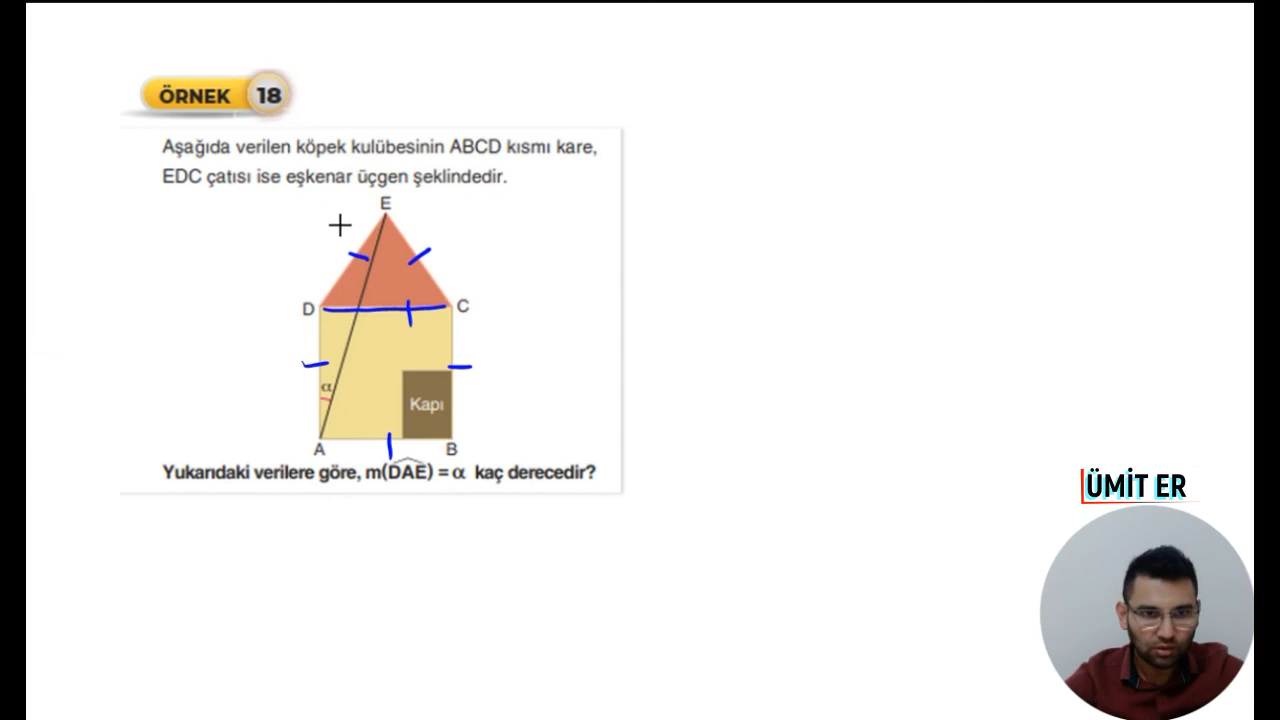 ÖRNEK 18
Aşağıda verilen köpek kulübesinin ABCD kısmı kare,
EDC çatısı ise eşkenar üçgen şeklindedir.
E
D
C
α
Kapı
A
B
Yukarıdaki verilere göre, m(DAE) = α kaç derecedir?
ÜMİT ER